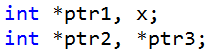 int *ptr1, x;
int *ptr2, *ptr3;